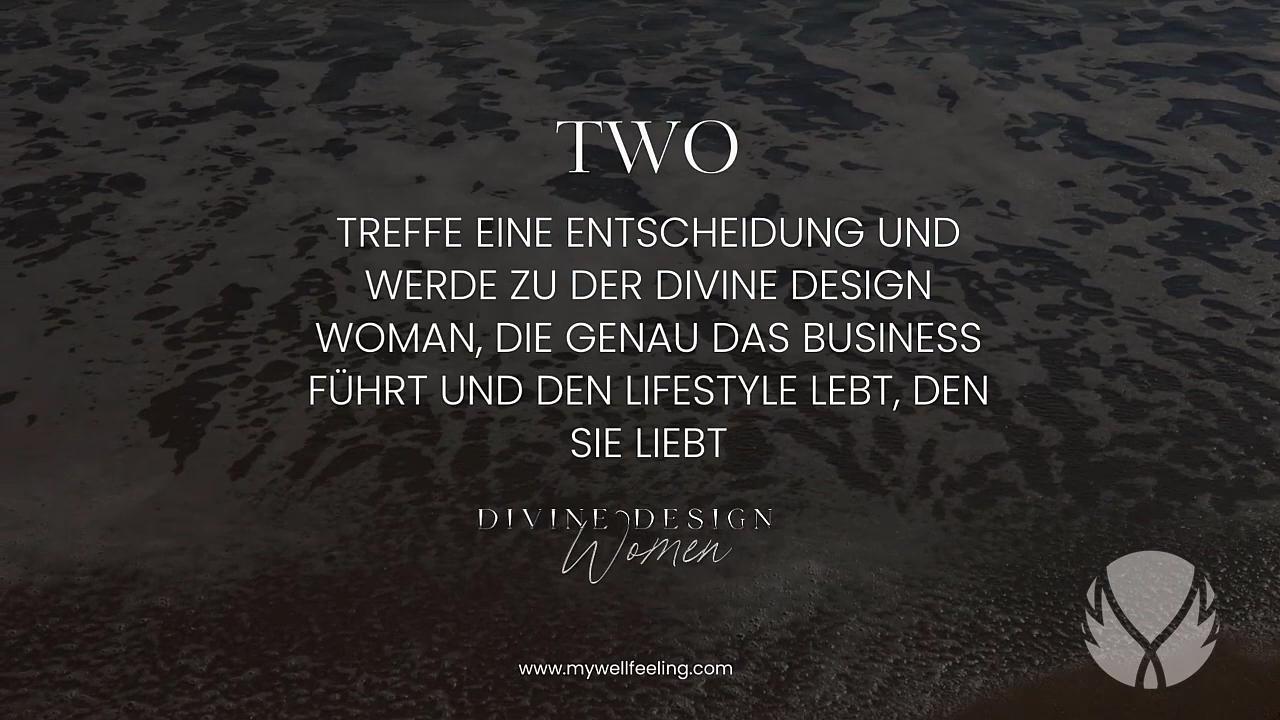 TWO
TREFFE EINE ENTSCHEIDUNG UND
WERDE ZU DER DIVINE DESIGN
WOMAN, DIE GENAU DAS BUSINESS
FÜHRT UND DEN LIFESTYLE LEBT, DEN
SIE LIEBT
DIVINE DESIGN
Women
www.mywellfeeling.com